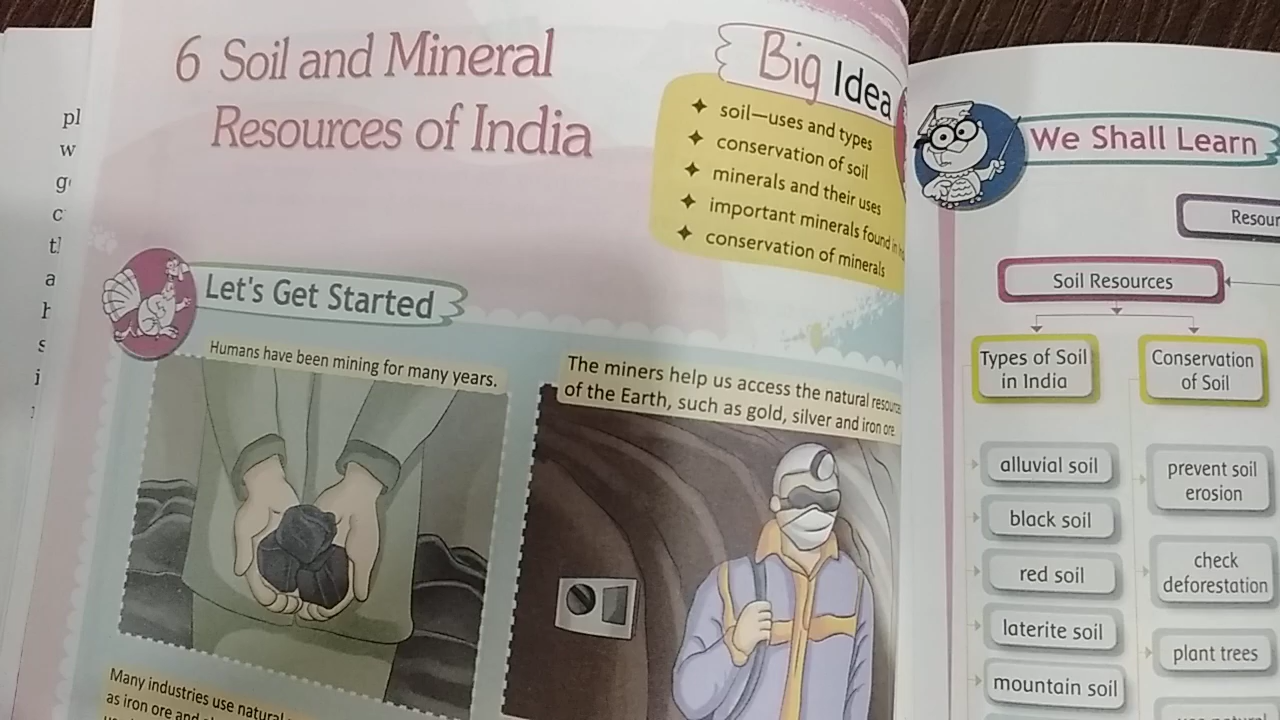 6 Soil and Mineral
Resources of India
Big Idea
soil—uses and types
conservation of soil
minerals and their uses
important minerals found in
conservation of minerals
Let's Get Started
Humans have been mining for many years.
The miners help us access the natural
of the Earth, such as gold, silver and iron ore.
Many industries use natural
as iron ore and
We Shall Learn
Soil Resources
Types of Soil
in India
Conservation
of Soil
alluvial soil
black soil
red soil
laterite soil
mountain soil
prevent soil
erosion
check
deforestation
plant trees